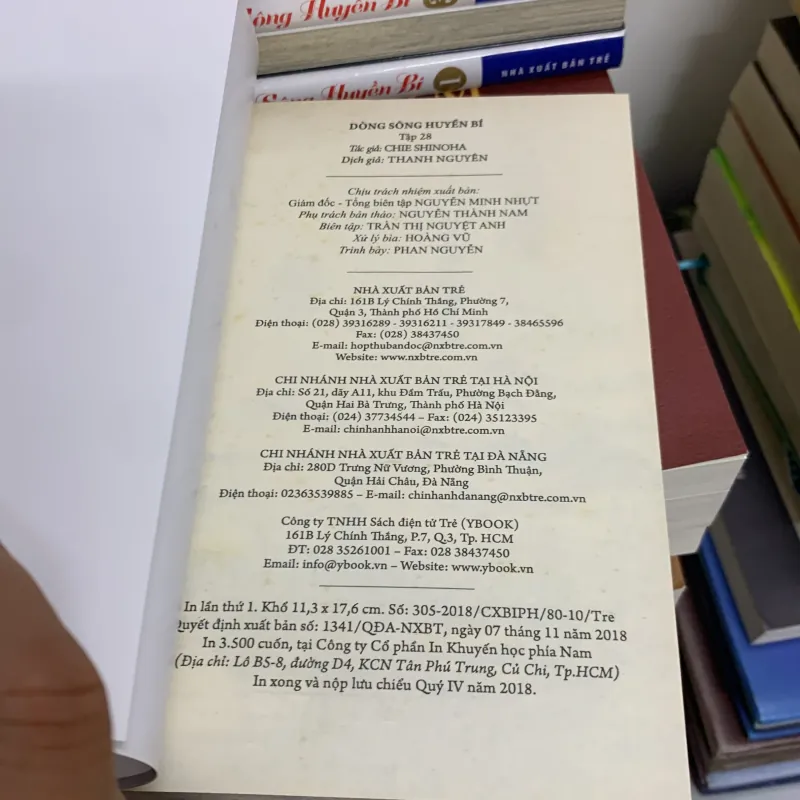 Sông Huyền Bí
Sông Huyền Bí 1 NHÀ XUẤT BẢN TRẺ
DÒNG SÔNG HUYỀN BÍ
Tập 28
Tác giả: CHIE SHINOHA
Dịch giả: THANH NGUYÊN
Chịu trách nhiệm xuất bản:
Giám đốc - Tổng biên tập NGUYỄN MINH NHỰT
Phụ trách bản thảo: NGUYỄN THÀNH NAM
Biên tập: TRẦN THỊ NGUYỆT ANH
Xử lý bìa: HOÀNG VŨ
Trình bày: PHAN NGUYÊN
NHÀ XUẤT BẢN TRẺ
Địa chỉ: 161B Lý Chính Thắng, Phường 7,
Quận 3, Thành phố Hồ Chí Minh
Điện thoại: (028) 39316289 - 39316211 - 39317849 - 38465596
Fax: (028) 38437450
E-mail: hopthubandoc@nxbtre.com.vn
Website: www.nxbtre.com.vn
CHI NHÁNH NHÀ XUẤT BẢN TRẺ TẠI HÀ NỘI
Địa chỉ: Số 21, dãy A11, khu Đầm Trấu, Phường Bạch Đằng,
Quận Hai Bà Trưng, Thành phố Hà Nội
Điện thoại: (024) 37734544 – Fax: (024) 35123395
E-mail: chinhanhhanoi@nxbtre.com.vn
CHI NHÁNH NHÀ XUẤT BẢN TRẺ TẠI ĐÀ NẴNG
Địa chỉ: 280D Trưng Nữ Vương, Phường Bình Thuận,
Quận Hải Châu, Đà Nẵng
Điện thoại: 02363539885 – E-mail: chinhanhdanang@nxbtre.com.vn
Công ty TNHH Sách điện tử Trẻ (YBOOK)
161B Lý Chính Thắng, P.7, Q.3, Tp. HCM
ĐT: 028 35261001 – Fax: 028 38437450
Email: info@ybook.vn – Website: www.ybook.vn
In lần thứ 1. Khổ 11,3 x 17,6 cm. Số: 305-2018/CXBIPH/80-10/Tre
Quyết định xuất bản số: 1341/QĐA-NXBT, ngày 07 tháng 11 năm 2018
In 3.500 cuốn, tại Công ty Cổ phần In Khuyến học phía Nam
(Địa chỉ: Lô B5-8, đường D4, KCN Tân Phú Trung, Củ Chi, Tp.HCM)
In xong và nộp lưu chiểu Quý IV năm 2018.